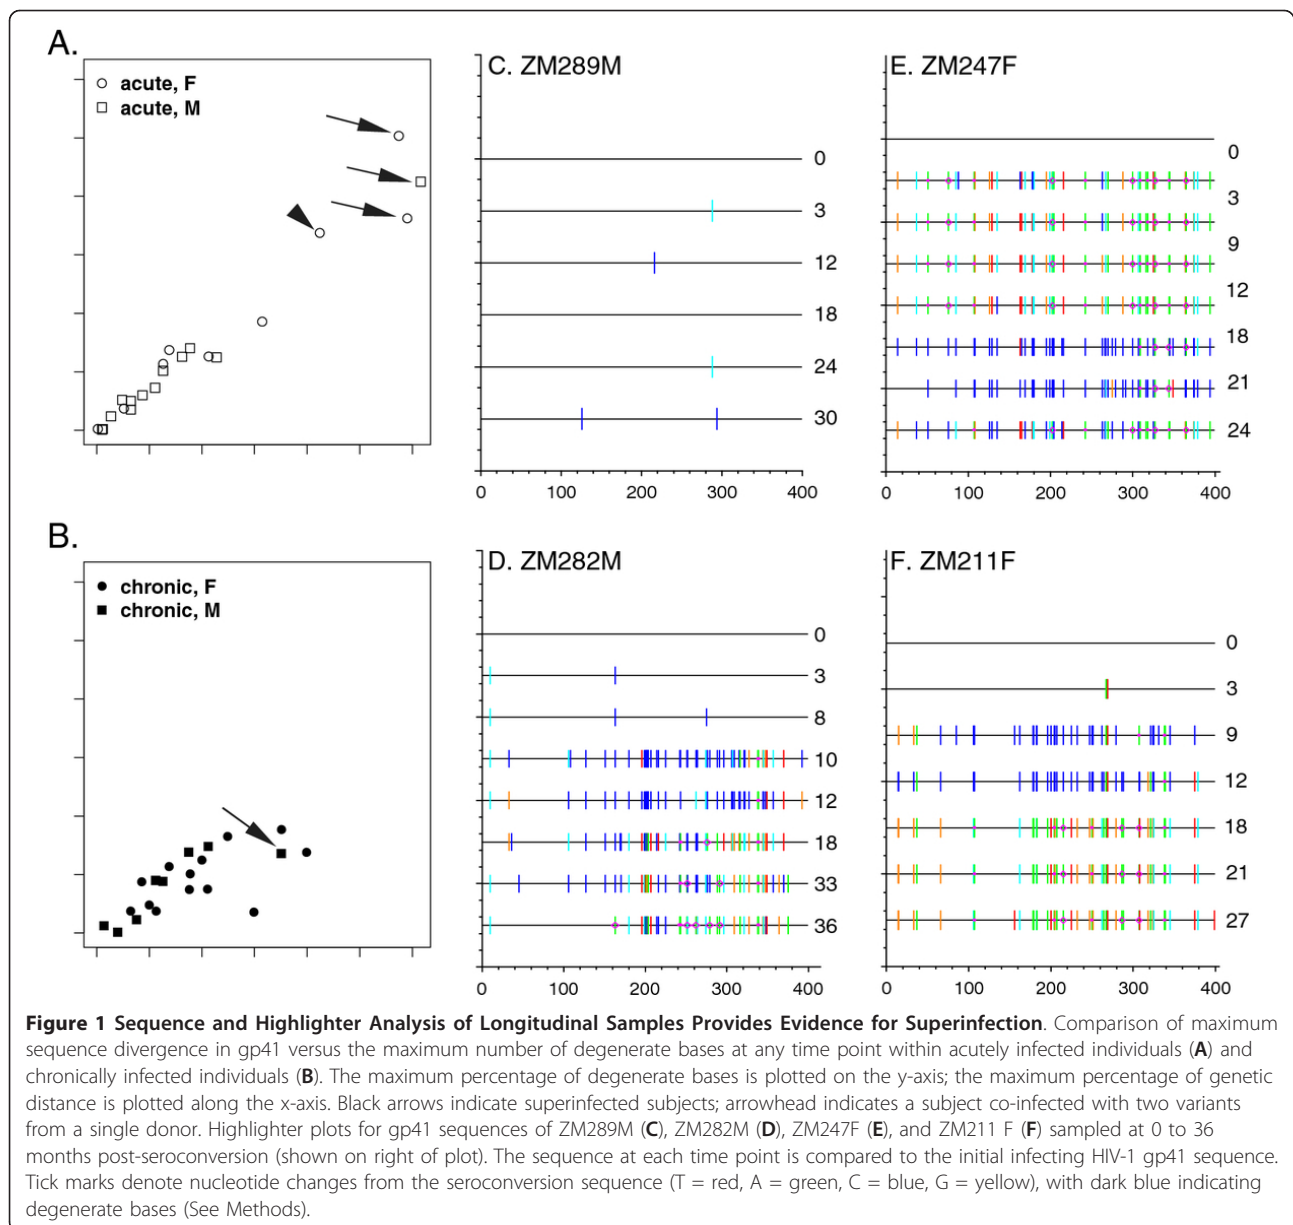 A.
acute, F
acute, M
C. ZM289M
0
3
12
18
24
30
0 200 400
E. ZM247F
0
3
9
12
18
21
24
0 100 200 300 400
B.
chronic, F
chronic, M
D. ZM282M
0
3
8
10
12
18
33
36
0 200 400
F. ZM211F
0
3
9
12
18
21
27
0 100 200 300 400
Figure 1 Sequence and Highlighter Analysis of Longitudinal Samples Provides Evidence for Superinfection. Comparison of maximum
sequence divergence in gp41 versus the maximum number of degenerate bases at any time point within acutely infected individuals (A) and
chronically infected individuals (B). The maximum percentage of degenerate bases is plotted on the y-axis; the maximum percentage of genetic
distance is plotted along the x-axis. Black arrows indicate superinfected subjects; arrowhead indicates a subject co-infected with two variants
from a single donor. Highlighter plots for gp41 sequences of ZM289M (C), ZM282M (D), ZM247F (E), and ZM211 F (F) sampled at 0 to 36
months post-seroconversion (shown on right of plot). The sequence at each time point is compared to the initial infecting HIV-1 gp41 sequence.
Tick marks denote nucleotide changes from the seroconversion sequence (T = red, A = green, C = blue, G = yellow), with dark blue indicating
degenerate bases (See Methods).